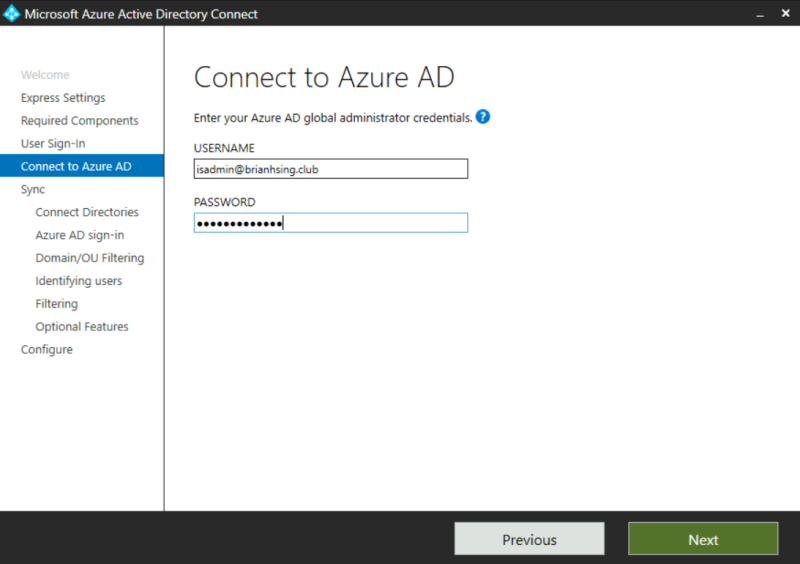 Microsoft Azure Active Directory Connect
Welcome
Express Settings
Required Components
User Sign-In
Connect to Azure AD
Sync
Connect Directories
Azure AD sign-in
Domain/OU Filtering
Identifying users
Filtering
Optional Features
Configure
Connect to Azure AD
Enter your Azure AD global administrator credentials. ?
USERNAME
isadmin@brianhsing.club
PASSWORD
●●●●●●●●●●●●●
Previous
Next